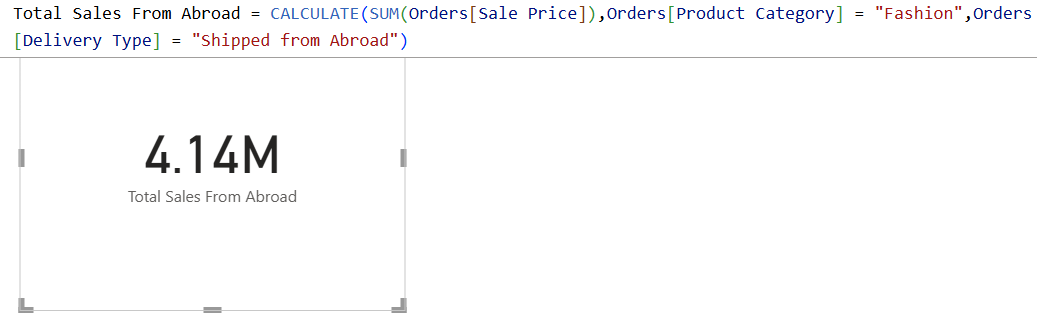 Total Sales From Abroad = CALCULATE(SUM(Orders[Sale Price]),Orders[Product Category] = "Fashion",Orders
[Delivery Type] = "Shipped from Abroad")
4.14M
Total Sales From Abroad